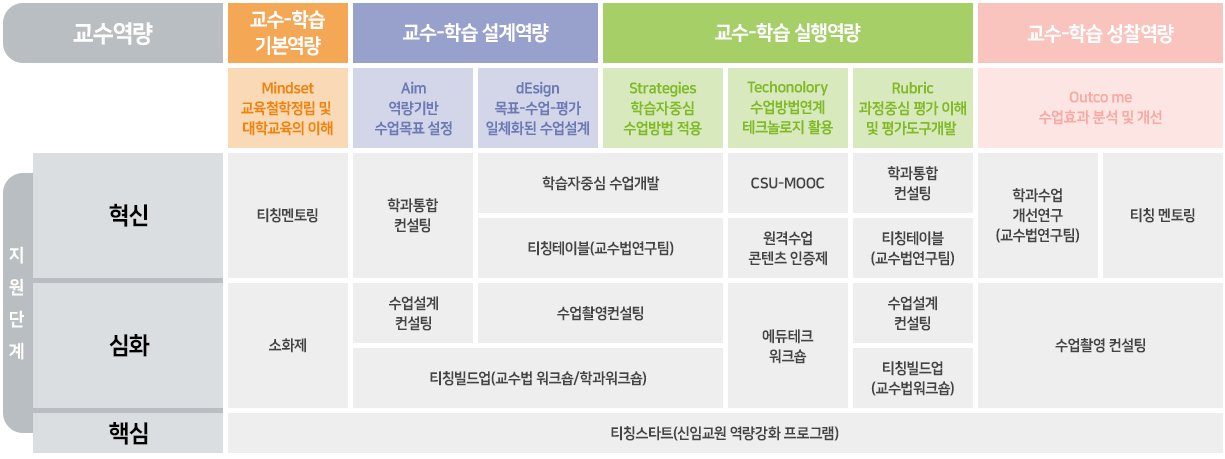 교수역량
교수-학습
기본역량
교수-학습 설계역량
교수-학습 실행역량
교수-학습 성찰역량
Mindset
교육철학정립 및
대학교육의 이해
Aim
역량기반
수업목표 설정
dEsign
목표-수업-평가
일체화된 수업설계
Strategies
학습자중심
수업방법 적용
Techonolory
수업방법연계
테크놀로지 활용
Rubric
과정중심 평가 이해
및 평가도구개발
Outco me
수업효과 분석 및 개선
지
원
단
계
혁신
티칭멘토링
학과통합
컨설팅
학습자중심 수업개발
티칭테이블(교수법연구팀)
CSU-MOOC
원격수업
콘텐츠 인증제
학과통합
컨설팅
티칭테이블
(교수법연구팀)
학과수업
개선연구
(교수법연구팀)
티칭 멘토링
심화
소화제
수업설계
컨설팅
수업촬영컨설팅
티칭빌드업(교수법 워크숍/학과워크숍)
에듀테크
워크숍
수업설계
컨설팅
티칭빌드업
(교수법워크숍)
수업촬영 컨설팅
핵심
티칭스타트(신임교원 역량강화 프로그램)